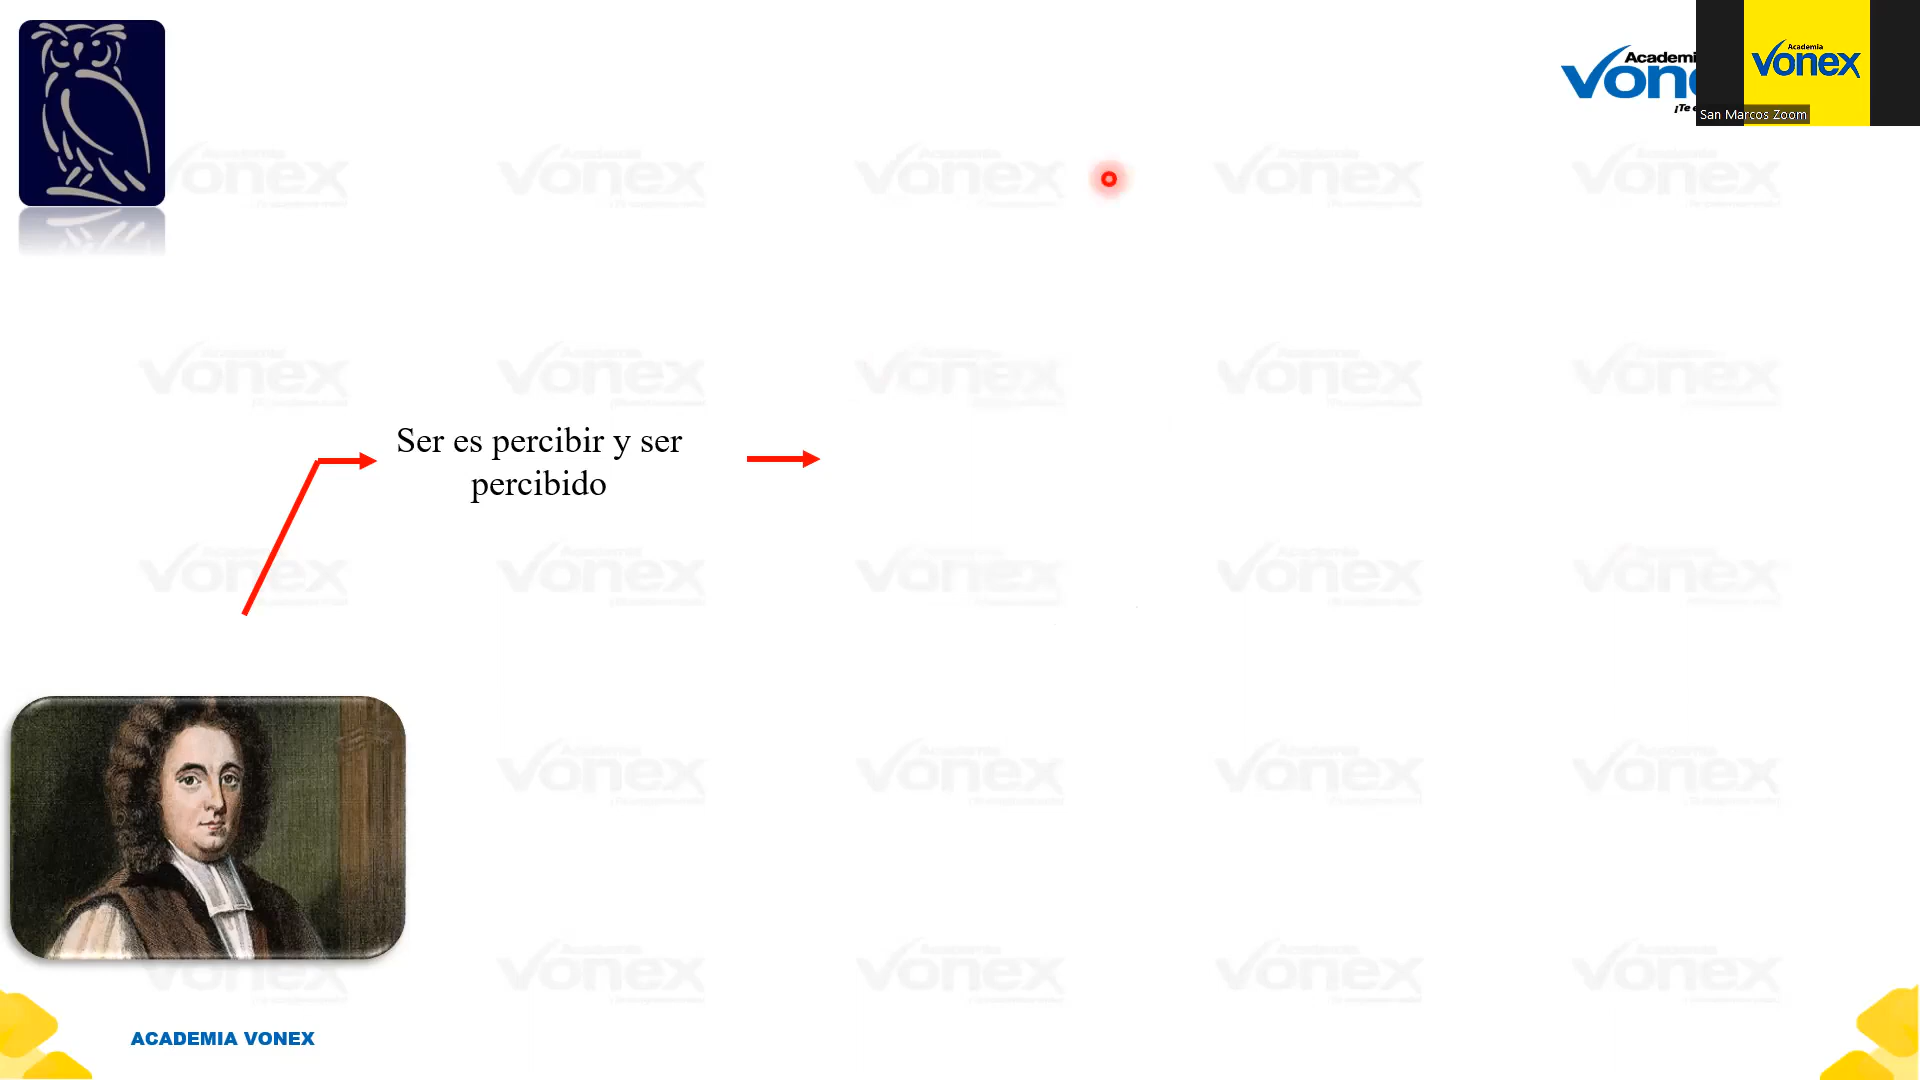 Academia
vonex
San Marcos Zoom
Ser es percibir y ser
percibido
ACADEMIA VONEX